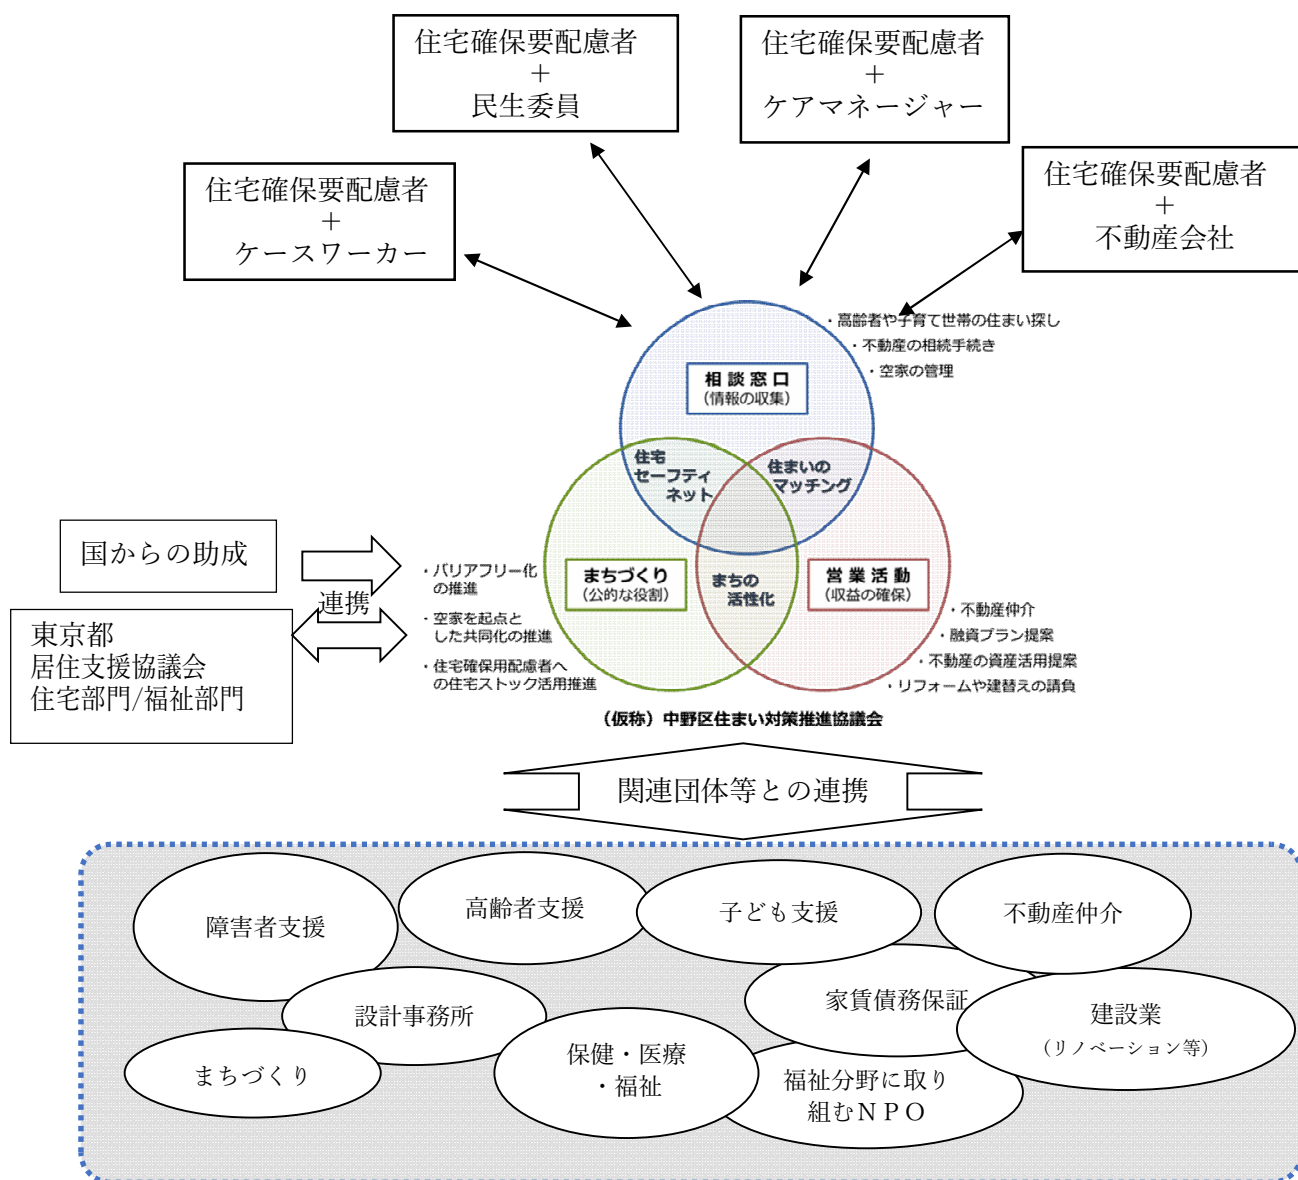 住宅確保要配慮者
＋
民生委員
住宅確保要配慮者
＋
ケアマネージャー
住宅確保要配慮者
＋
ケースワーカー
住宅確保要配慮者
＋
不動産会社
・高齢者や子育て世帯の住まい探し
・不動産の相続手続き
・空家の管理
相談窓口
（情報の収集）
住宅
セーフティ
ネット
住まいの
マッチング
国からの助成
連携
東京都
居住支援協議会
住宅部門/福祉部門
・バリアフリー化
の推進
・空家を起点と
した共同化の推進
・住宅確保用配慮者へ
の住宅ストック活用推進
まちづくり
（公的な役割）
まちの
活性化
営業活動
（収益の確保）
・不動産仲介
・融資プラン提案
・不動産の資産活用提案
・リフォームや建替えの請負
（仮称）中野区住まい対策推進協議会
関連団体等との連携
障害者支援
高齢者支援
子ども支援
不動産仲介
設計事務所
家賃債務保証
建設業
（リノベーション等）
まちづくり
保健・医療
・福祉
福祉分野に取り
組むＮＰＯ